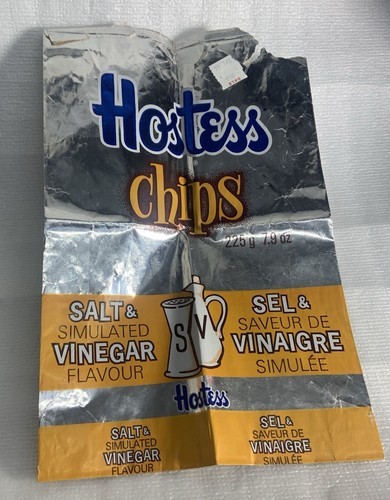 Hostess
chips
225 g 7.9 oz
SALT &
SIMULATED
VINEGAR
FLAVOUR
S V
SEL &
SAVEUR DE
VINAIGRE
SIMULÉE
Hostess
SALT &
SIMULATED
VINEGAR
FLAVOUR
SEL &
SAVEUR DE
VINAIGRE
SIMULÉE